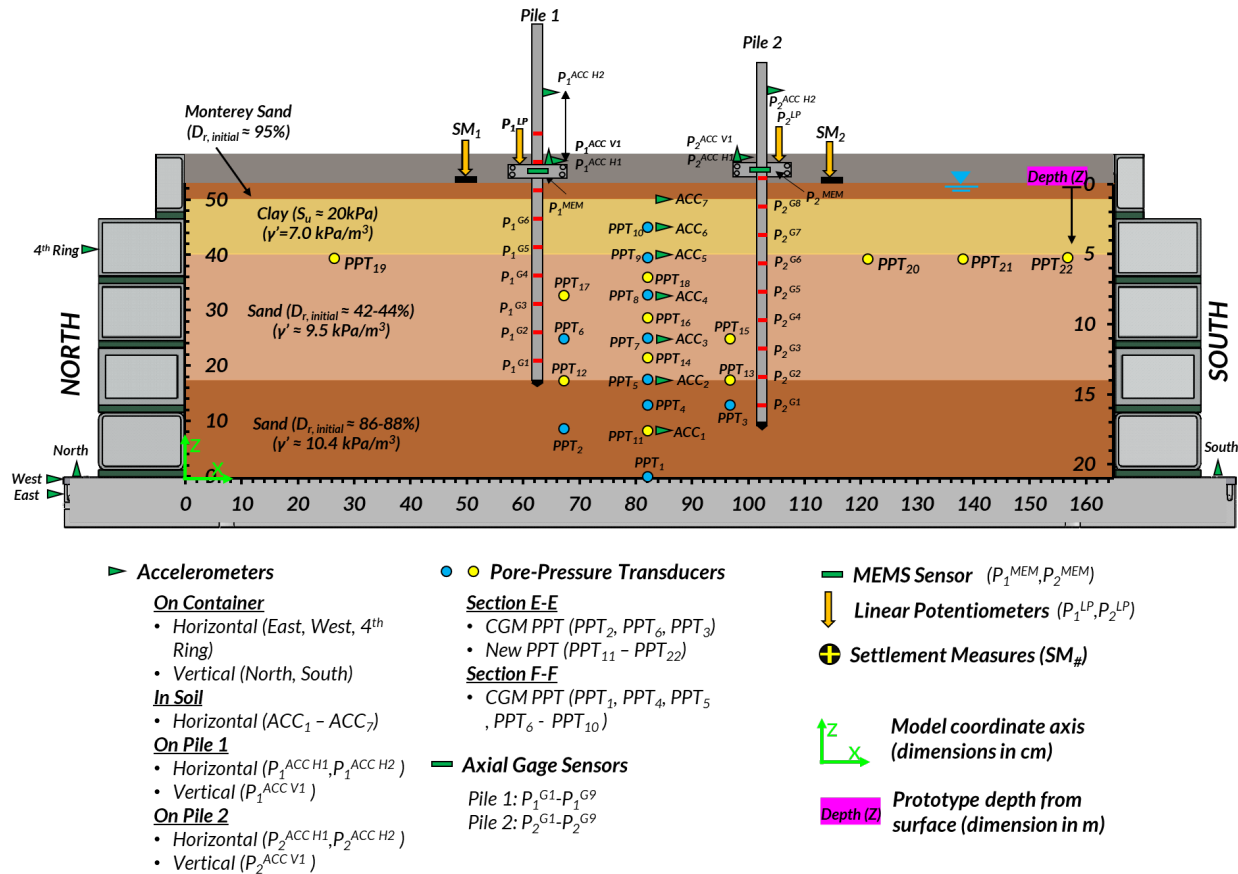 Pile 1
Pile 2
P₁ᴬᶜᶜ ᴴ²
P₂ᴬᶜᶜ ᴴ²
Monterey Sand
(Dr, initial ≈ 95%)
SM₁
P₁ᴸᴾ
P₂ᴸᴾ
SM₂
P₁ᴬᶜᶜ ⱽ¹
P₁ᴬᶜᶜ ᴴ¹
P₂ᴬᶜᶜ ⱽ¹
P₂ᴬᶜᶜ ᴴ¹
P₁ᴹᴱᴹ
P₂ᴹᴱᴹ
Depth (Z)
0
50
Clay (Sᵤ ≈ 20kPa)
(γ'=7.0 kPa/m³)
ACC₇
P₁ᴳ⁶
P₂ᴳ⁸
PPT₁₀
ACC₆
P₂ᴳ⁷
4ᵗʰ Ring
40
PPT₁₉
P₁ᴳ⁵
PPT₉
ACC₅
P₂ᴳ⁶
PPT₂₀
PPT₂₁
PPT₂₂
5
P₁ᴳ⁴
PPT₁₇
PPT₁₈
PPT₈
ACC₄
P₂ᴳ⁵
30
Sand (Dr, initial ≈ 42-44%)
(γ' ≈ 9.5 kPa/m³)
P₁ᴳ³
PPT₁₆
P₂ᴳ⁴
10
P₁ᴳ²
PPT₆
PPT₇
ACC₃
PPT₁₅
P₂ᴳ³
NORTH
SOUTH
20
P₁ᴳ¹
PPT₁₂
PPT₁₄
PPT₅
ACC₂
PPT₁₃
P₂ᴳ²
15
10
Sand (Dr, initial ≈ 86-88%)
(γ' ≈ 10.4 kPa/m³)
PPT₂
PPT₄
PPT₁₁
ACC₁
PPT₃
P₂ᴳ¹
North
West
East
Z
X
0
PPT₁
20
South
0 10 20 30 40 50 60 70 80 90 100 110 120 130 140 150 160
Accelerometers
On Container
• Horizontal (East, West, 4ᵗʰ
Ring)
• Vertical (North, South)
In Soil
• Horizontal (ACC₁ – ACC₇)
On Pile 1
• Horizontal (P₁ᴬᶜᶜ ᴴ¹,P₁ᴬᶜᶜ ᴴ² )
• Vertical (P₁ᴬᶜᶜ ⱽ¹ )
On Pile 2
• Horizontal (P₂ᴬᶜᶜ ᴴ¹,P₂ᴬᶜᶜ ᴴ² )
• Vertical (P₂ᴬᶜᶜ ⱽ¹ )
Pore-Pressure Transducers
Section E-E
• CGM PPT (PPT₂, PPT₆, PPT₃)
• New PPT (PPT₁₁ – PPT₂₂)
Section F-F
• CGM PPT (PPT₁, PPT₄, PPT₅
, PPT₆ - PPT₁₀ )
Axial Gage Sensors
Pile 1: P₁ᴳ¹-P₁ᴳ⁹
Pile 2: P₂ᴳ¹-P₂ᴳ⁹
MEMS Sensor (P₁ᴹᴱᴹ,P₂ᴹᴱᴹ)
Linear Potentiometers (P₁ᴸᴾ,P₂ᴸᴾ)
Settlement Measures (SM#)
Z
X
Model coordinate axis
(dimensions in cm)
Depth (Z)
Prototype depth from
surface (dimension in m)